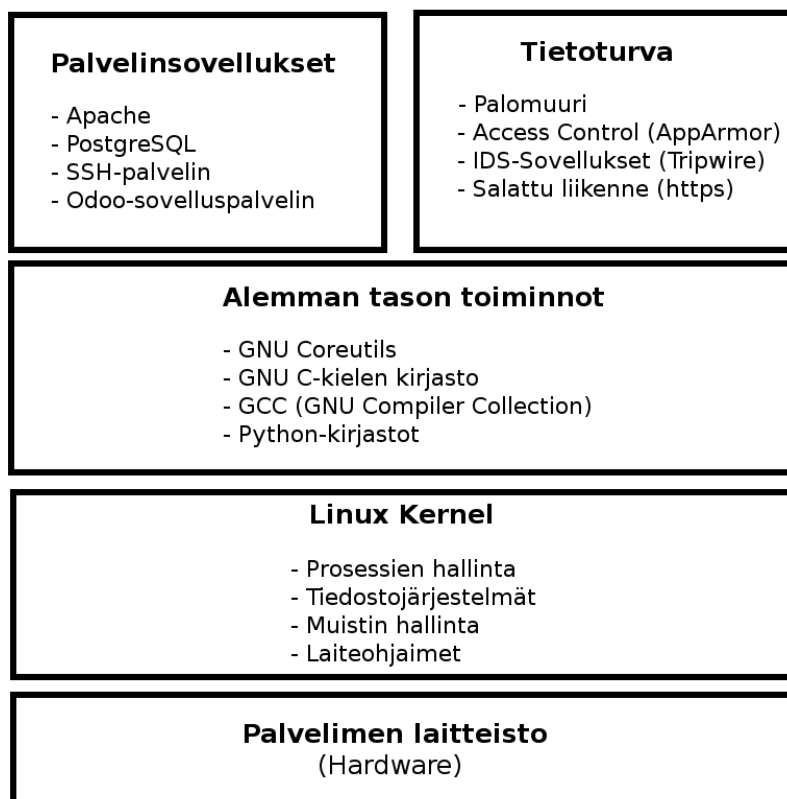 Palvelinsovellukset
- Apache
- PostgreSQL
- SSH-palvelin
- Odoo-sovelluspalvelin
Tietoturva
- Palomuuri
- Access Control (AppArmor)
- IDS-Sovellukset (Tripwire)
- Salattu liikenne (https)
Alemman tason toiminnot
- GNU Coreutils
- GNU C-kielen kirjasto
- GCC (GNU Compiler Collection)
- Python-kirjastot
Linux Kernel
- Prosessien hallinta
- Tiedostojärjestelmät
- Muistin hallinta
- Laiteohjaimet
Palvelimen laitteisto
(Hardware)